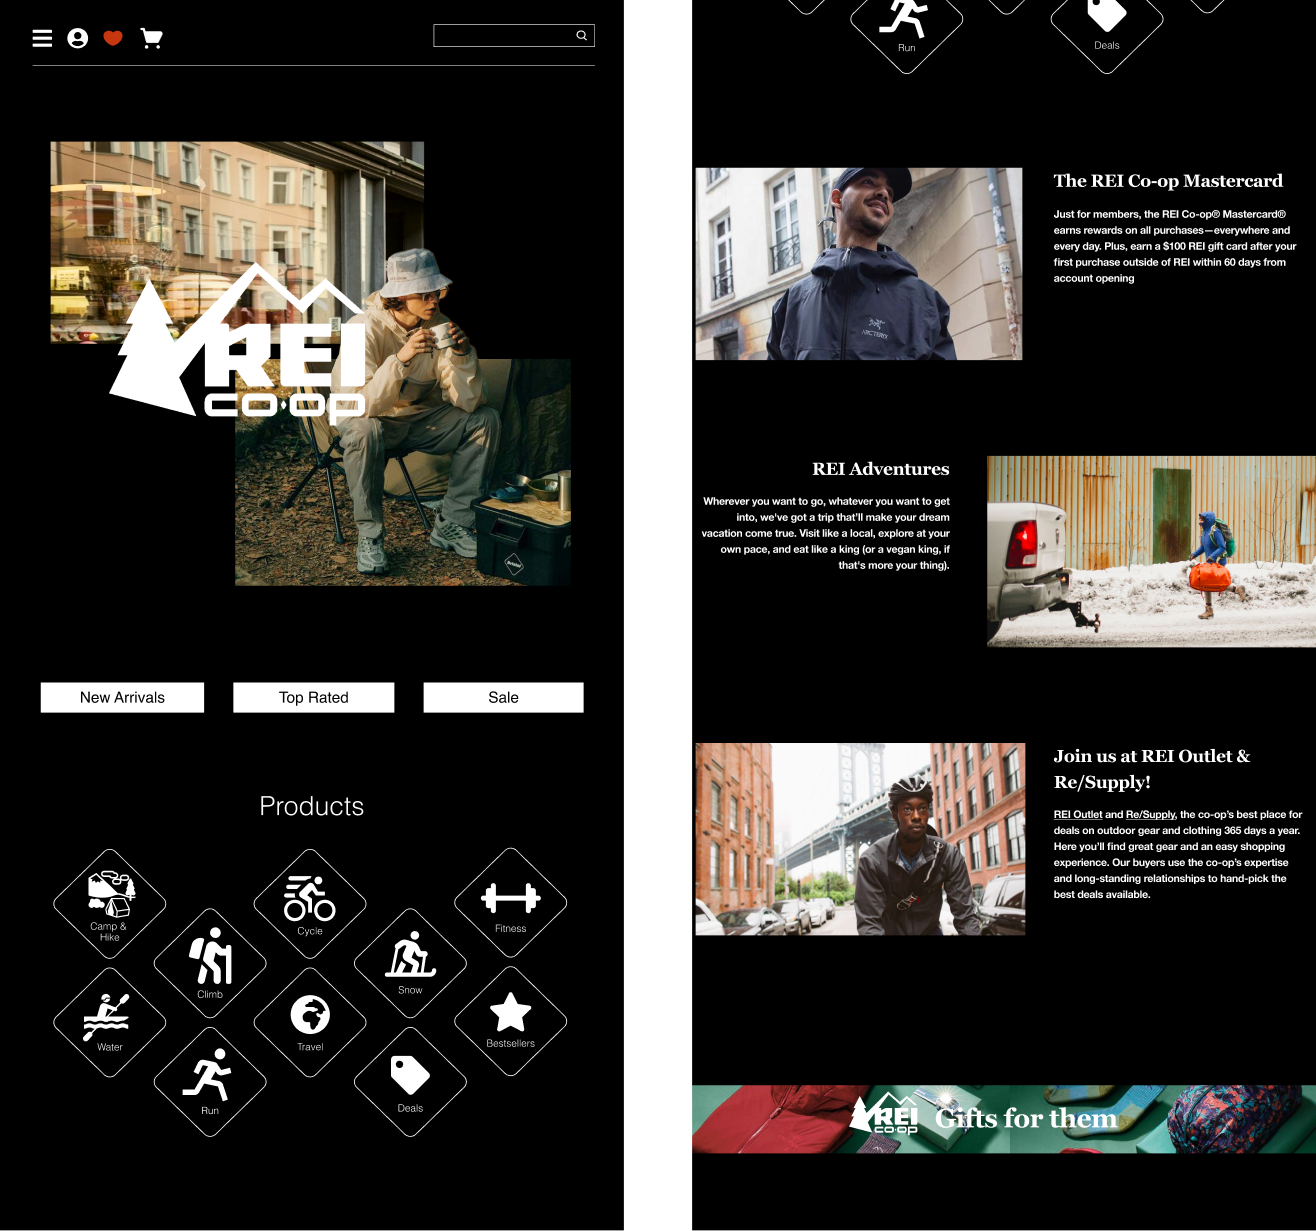 REI
co·op
New Arrivals
Top Rated
Sale
Products
Camp &
Hike
Cycle
Fitness
Climb
Snow
Water
Travel
Bestsellers
Run
Deals
Run
Deals
ARC'TERYX
The REI Co-op Mastercard
Just for members, the REI Co-op® Mastercard®
earns rewards on all purchases—everywhere and
every day. Plus, earn a $100 REI gift card after your
first purchase outside of REI within 60 days from
account opening
REI Adventures
Wherever you want to go, whatever you want to get
into, we've got a trip that’ll make your dream
vacation come true. Visit like a local, explore at your
own pace, and eat like a king (or a vegan king, if
that's more your thing).
Join us at REI Outlet &
Re/Supply!
REI Outlet and Re/Supply, the co-op’s best place for
deals on outdoor gear and clothing 365 days a year.
Here you’ll find great gear and an easy shopping
experience. Our buyers use the co-op’s expertise
and long-standing relationships to hand-pick the
best deals available.
REI
co·op
Gifts for them